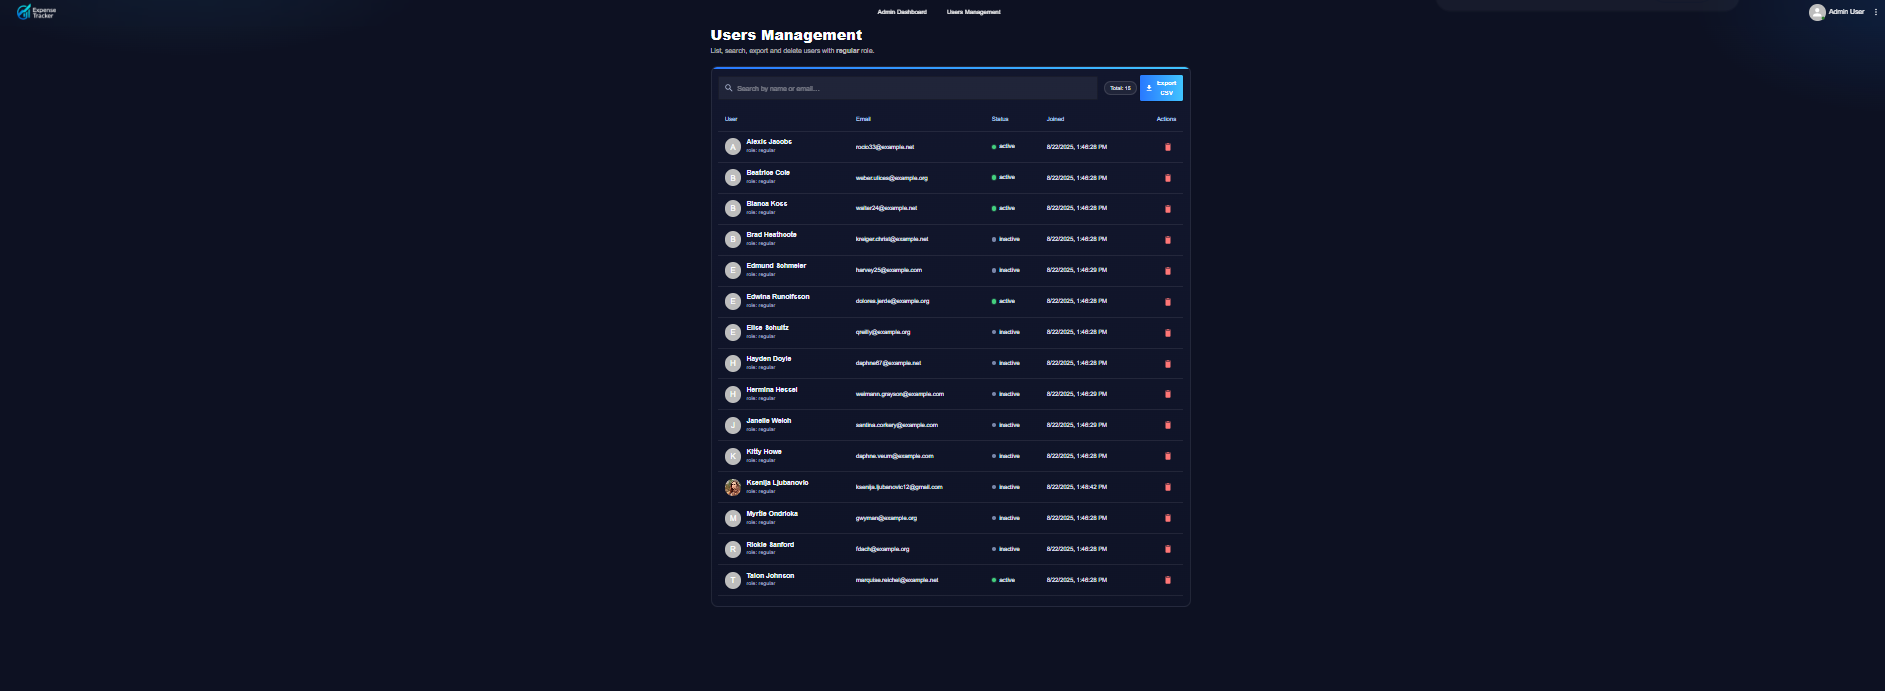 Expense
Tracker
Admin Dashboard
Users Management
Admin User
Users Management
List, search, export and delete users with regular role.
Search by name or email...
Total: 15
Export
CSV
User Email Status Joined Actions
A Alexis Jacobs rocio33@example.net active 8/22/2025, 1:46:28 PM
role: regular
B Beatrice Cole weber.ulices@example.org active 8/22/2025, 1:46:28 PM
role: regular
B Bianca Koss walter24@example.net active 8/22/2025, 1:46:28 PM
role: regular
B Brad Heathcote kreiger.christ@example.net inactive 8/22/2025, 1:46:28 PM
role: regular
E Edmund Schmeler harvey25@example.com inactive 8/22/2025, 1:46:29 PM
role: regular
E Edwina Runolfsson dolores.jerde@example.org active 8/22/2025, 1:46:28 PM
role: regular
E Elise Schultz qreilly@example.org inactive 8/22/2025, 1:46:28 PM
role: regular
H Hayden Doyle daphne67@example.net inactive 8/22/2025, 1:46:28 PM
role: regular
H Hermina Hessel weimann.greyson@example.com inactive 8/22/2025, 1:46:29 PM
role: regular
J Janelle Welch santina.corkery@example.com inactive 8/22/2025, 1:46:29 PM
role: regular
K Kitty Howe daphne.veum@example.com inactive 8/22/2025, 1:46:28 PM
role: regular
Ksenija Ljubanovic ksenija.ljubanovic12@gmail.com inactive 8/22/2025, 1:48:42 PM
role: regular
M Myrtle Ondricka gwyman@example.org inactive 8/22/2025, 1:46:28 PM
role: regular
R Rickie Sanford fdach@example.org inactive 8/22/2025, 1:46:28 PM
role: regular
T Talon Johnson marquise.reichel@example.net active 8/22/2025, 1:46:28 PM
role: regular